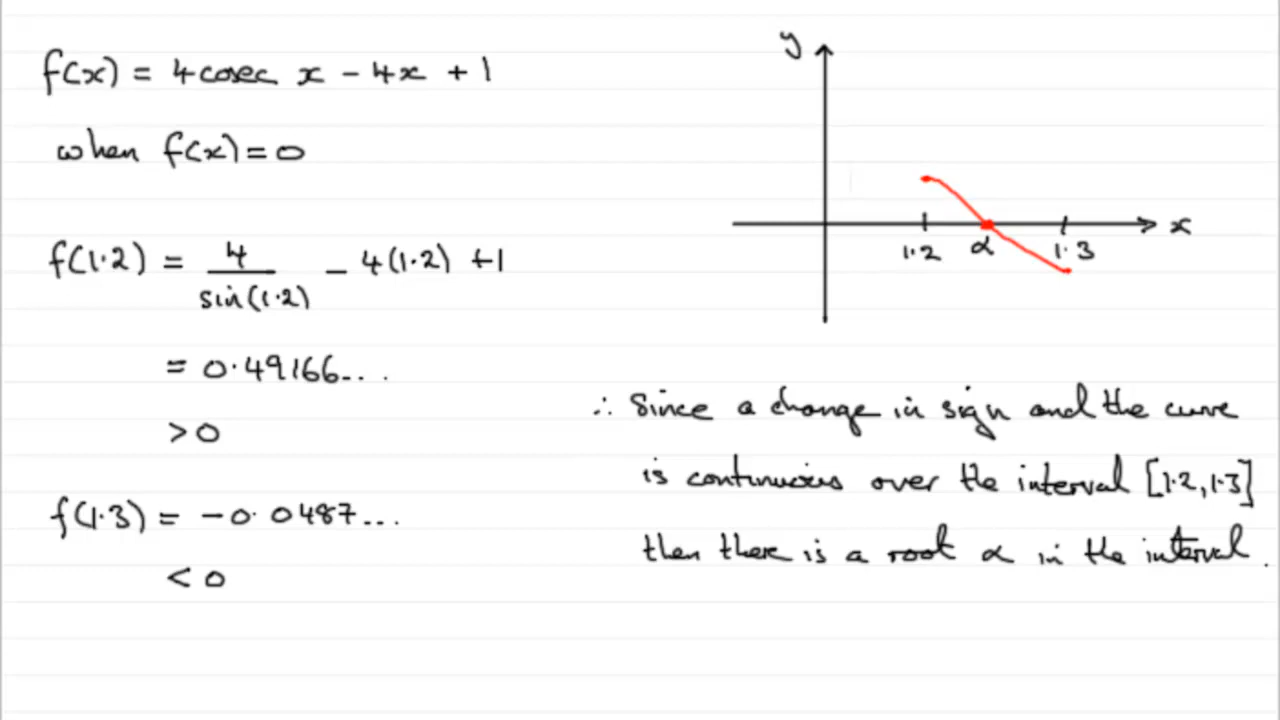 f(x) = 4cosec x - 4x + 1
when f(x) = 0
f(1·2) = 4/sin(1·2) - 4(1·2) + 1
= 0·49166...
> 0
f(1·3) = -0·0487...
< 0
y
x
1·2 α 1·3
∴ Since a change in sign and the curve
is continuous over the interval [1·2, 1·3]
then there is a root α in the interval.